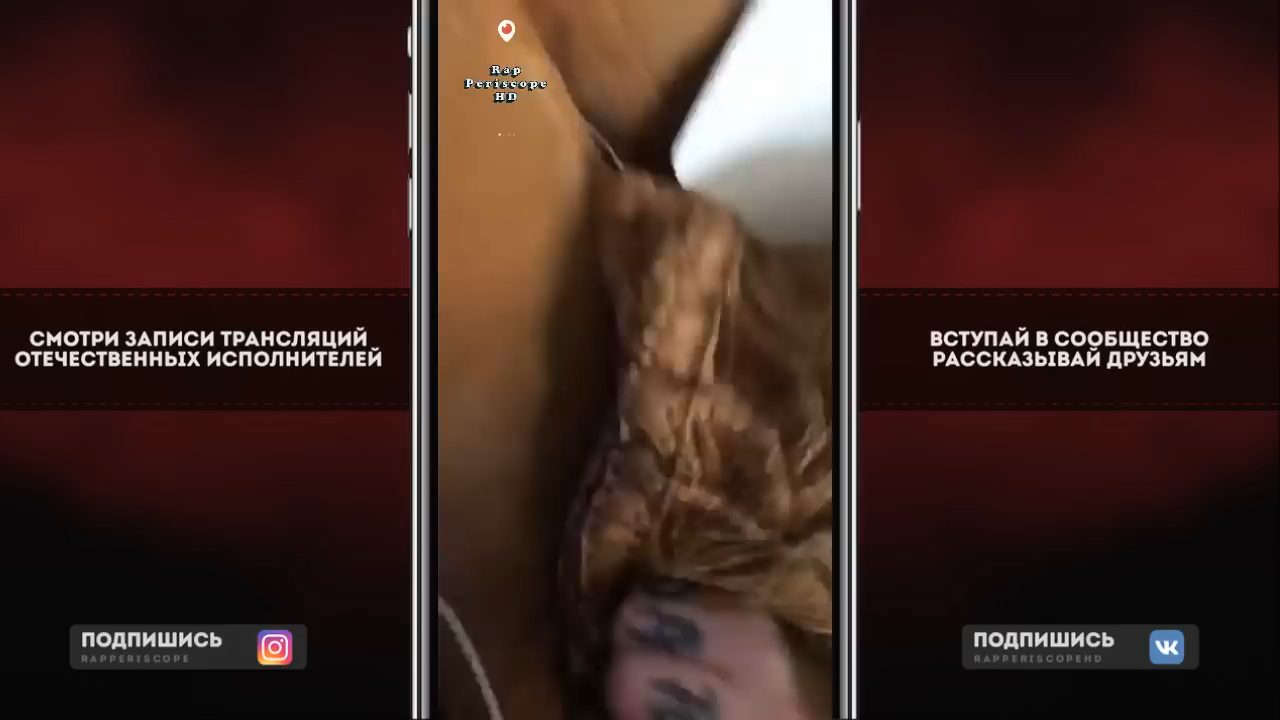 Rap
Periscope
HD
СМОТРИ ЗАПИСИ ТРАНСЛЯЦИЙ
ОТЕЧЕСТВЕННЫХ ИСПОЛНИТЕЛЕЙ
ВСТУПАЙ В СООБЩЕСТВО
РАССКАЗЫВАЙ ДРУЗЬЯМ
ПОДПИШИСЬ
RAPPERISCOPE
ПОДПИШИСЬ
RAPPERISCOPEHD